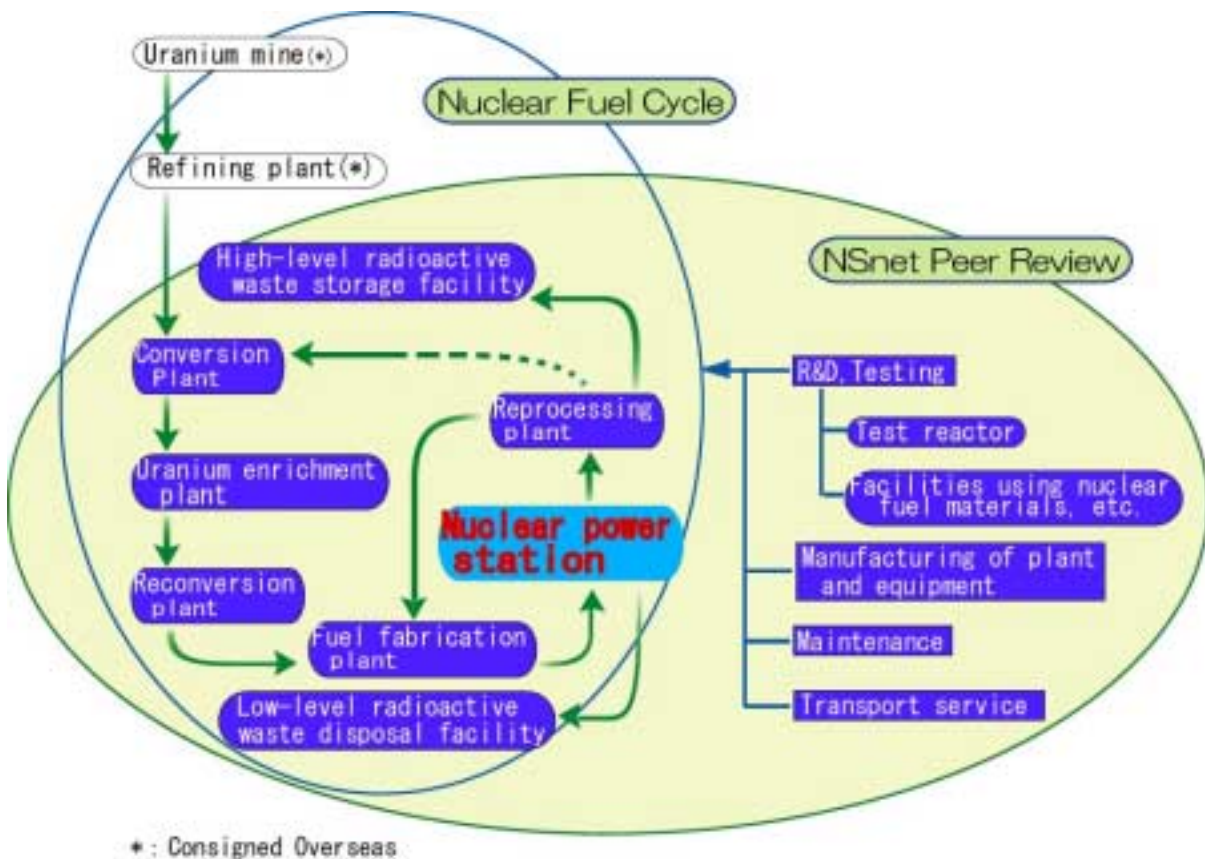 Uranium mine(*)
Nuclear Fuel Cycle
Refining plant(*)
High-level radioactive
waste storage facility
NSnet Peer Review
Conversion
Plant
R&D,Testing
Reprocessing
plant
Test reactor
Uranium enrichment
plant
Facilities using nuclear
fuel materials, etc.
Nuclear power
station
Reconversion
plant
Manufacturing of plant
and equipment
Fuel fabrication
plant
Maintenance
Low-level radioactive
waste disposal facility
Transport service
*: Consigned Overseas